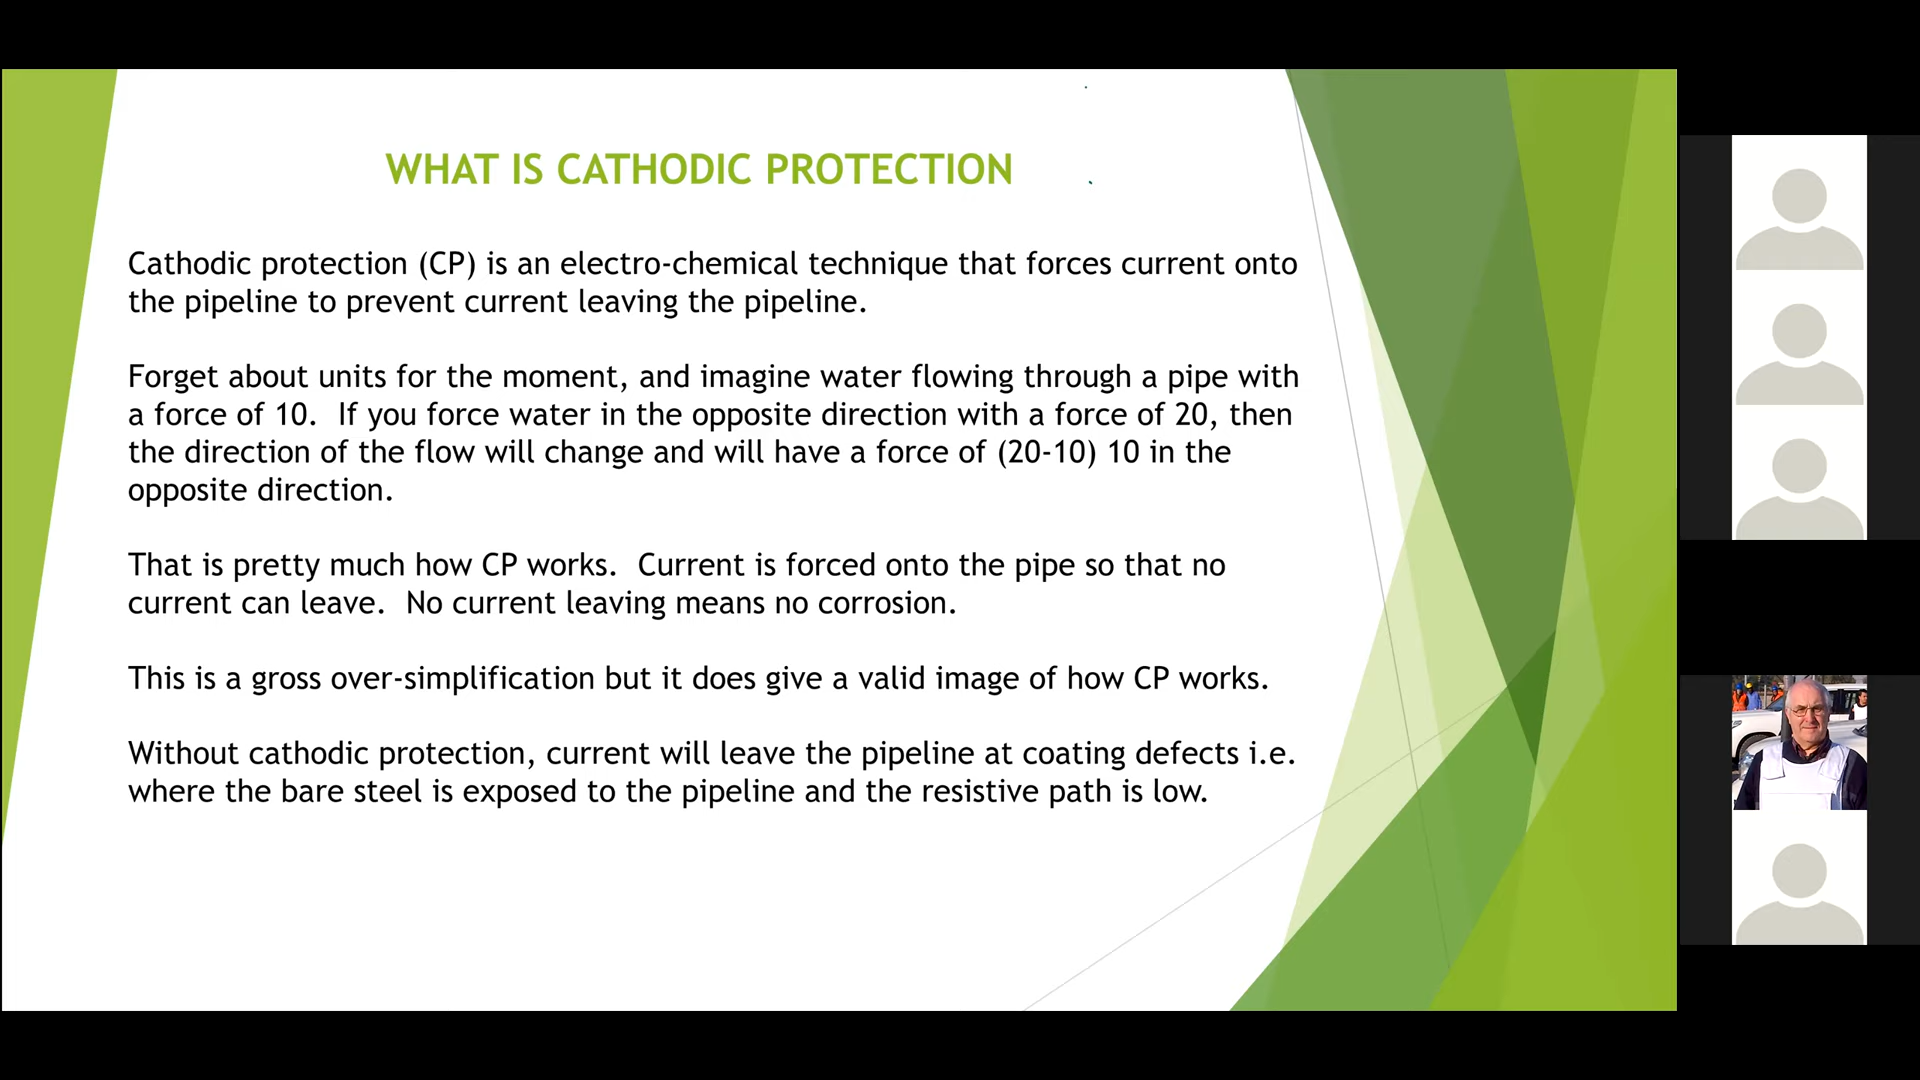 WHAT IS CATHODIC PROTECTION
Cathodic protection (CP) is an electro-chemical technique that forces current onto
the pipeline to prevent current leaving the pipeline.
Forget about units for the moment, and imagine water flowing through a pipe with
a force of 10.  If you force water in the opposite direction with a force of 20, then
the direction of the flow will change and will have a force of (20-10) 10 in the
opposite direction.
That is pretty much how CP works.  Current is forced onto the pipe so that no
current can leave.  No current leaving means no corrosion.
This is a gross over-simplification but it does give a valid image of how CP works.
Without cathodic protection, current will leave the pipeline at coating defects i.e.
where the bare steel is exposed to the pipeline and the resistive path is low.